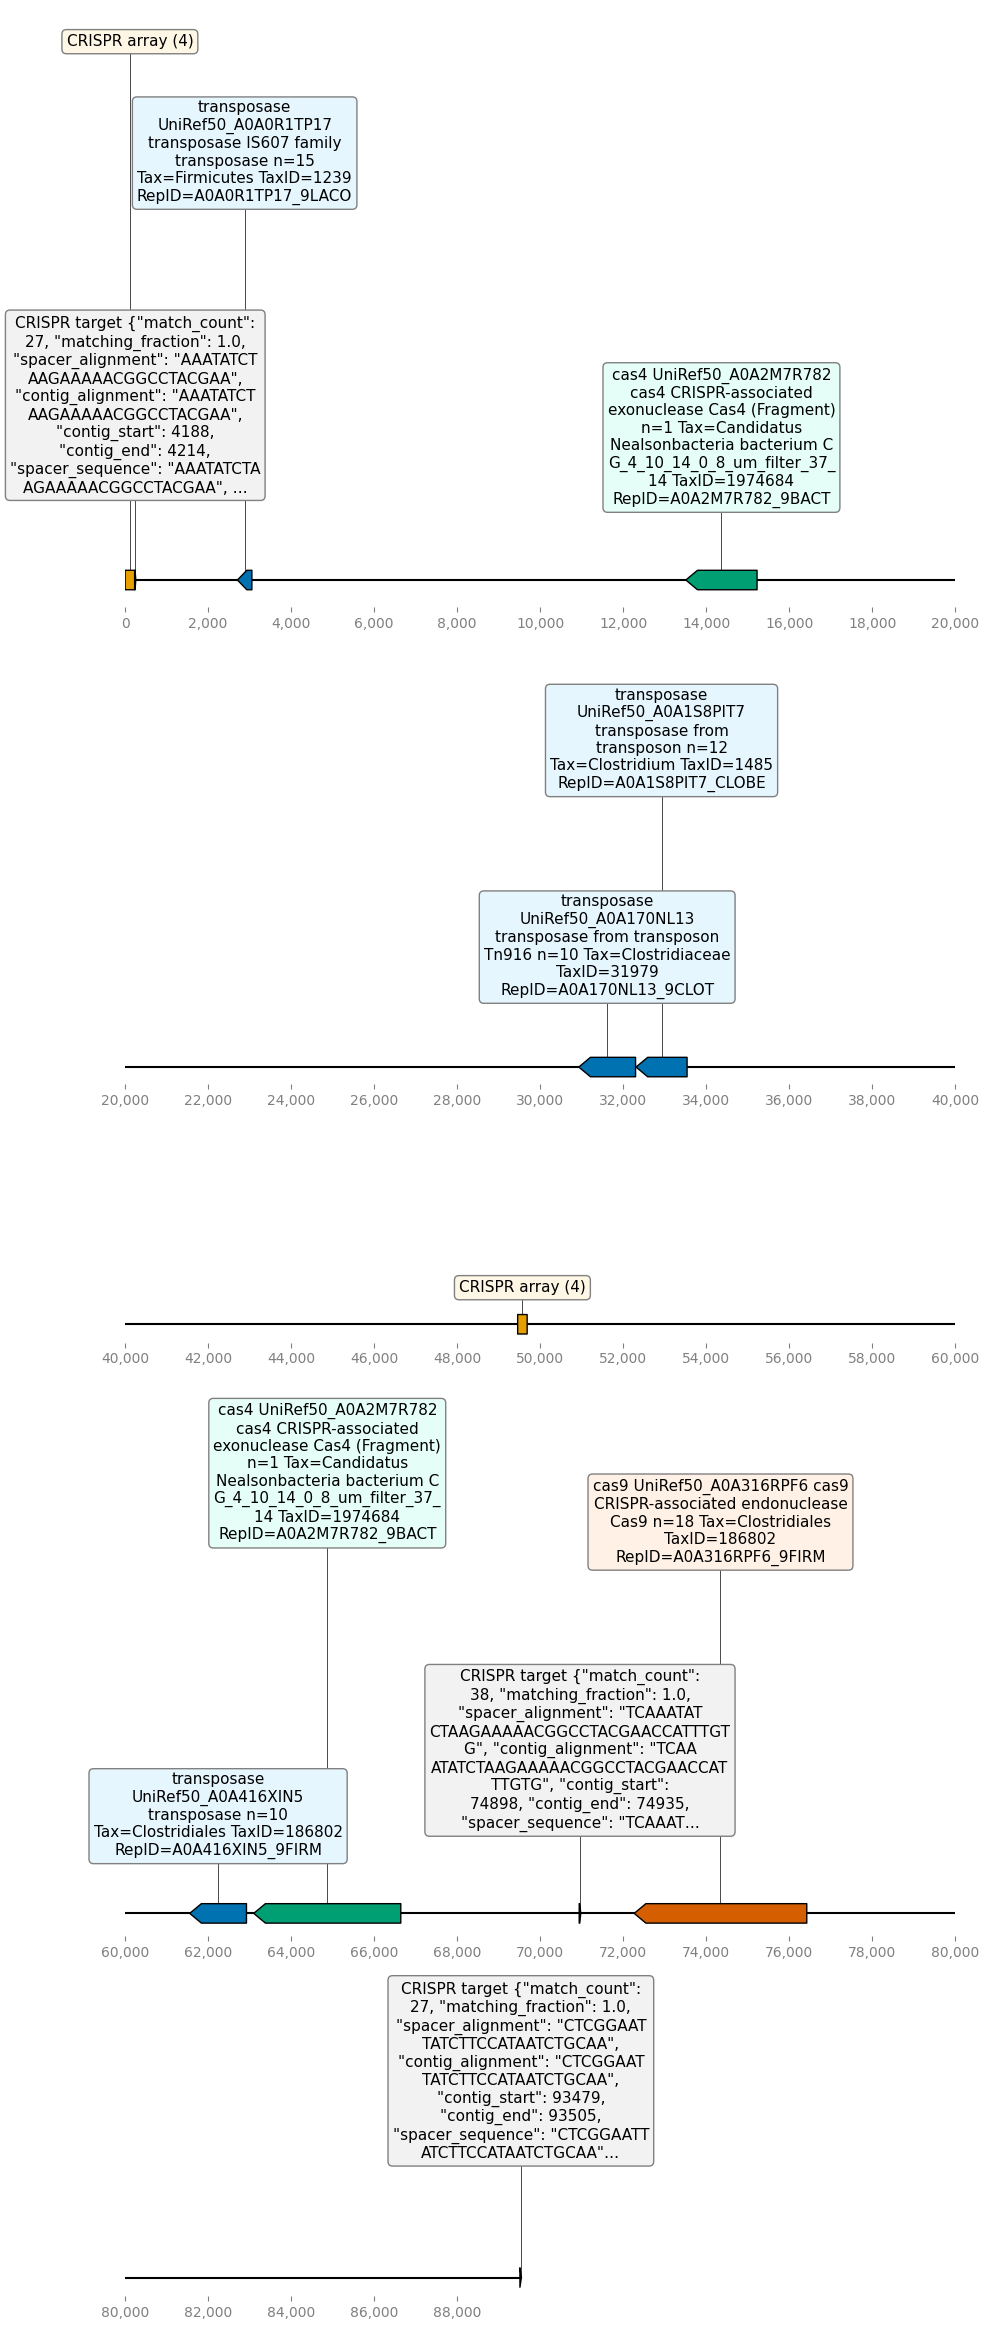 CRISPR array (4)
transposase
UniRef50_A0A0R1TP17
transposase IS607 family
transposase n=15
Tax=Firmicutes TaxID=1239
RepID=A0A0R1TP17_9LACO
CRISPR target {"match_count":
27, "matching_fraction": 1.0,
"spacer_alignment": "AAATATCT
AAGAAAAACGGCCTACGAA",
"contig_alignment": "AAATATCT
AAGAAAAACGGCCTACGAA",
"contig_start": 4188,
"contig_end": 4214,
"spacer_sequence": "AAATATCTA
AGAAAAACGGCCTACGAA", ...
cas4 UniRef50_A0A2M7R782
cas4 CRISPR-associated
exonuclease Cas4 (Fragment)
n=1 Tax=Candidatus
Nealsonbacteria bacterium C
G_4_10_14_0_8_um_filter_37_
14 TaxID=1974684
RepID=A0A2M7R782_9BACT
0 2,000 4,000 6,000 8,000 10,000 12,000 14,000 16,000 18,000 20,000
transposase
UniRef50_A0A1S8PIT7
transposase from
transposon n=12
Tax=Clostridium TaxID=1485
RepID=A0A1S8PIT7_CLOBE
transposase
UniRef50_A0A170NL13
transposase from transposon
Tn916 n=10 Tax=Clostridiaceae
TaxID=31979
RepID=A0A170NL13_9CLOT
20,000 22,000 24,000 26,000 28,000 30,000 32,000 34,000 36,000 38,000 40,000
CRISPR array (4)
40,000 42,000 44,000 46,000 48,000 50,000 52,000 54,000 56,000 58,000 60,000
cas4 UniRef50_A0A2M7R782
cas4 CRISPR-associated
exonuclease Cas4 (Fragment)
n=1 Tax=Candidatus
Nealsonbacteria bacterium C
G_4_10_14_0_8_um_filter_37_
14 TaxID=1974684
RepID=A0A2M7R782_9BACT
cas9 UniRef50_A0A316RPF6 cas9
CRISPR-associated endonuclease
Cas9 n=18 Tax=Clostridiales
TaxID=186802
RepID=A0A316RPF6_9FIRM
CRISPR target {"match_count":
38, "matching_fraction": 1.0,
"spacer_alignment": "TCAAATAT
CTAAGAAAAACGGCCTACGAACCATTTGT
G", "contig_alignment": "TCAA
ATATCTAAGAAAAACGGCCTACGAACCAT
TTGTG", "contig_start":
74898, "contig_end": 74935,
"spacer_sequence": "TCAAAT...
transposase
UniRef50_A0A416XIN5
transposase n=10
Tax=Clostridiales TaxID=186802
RepID=A0A416XIN5_9FIRM
60,000 62,000 64,000 66,000 68,000 70,000 72,000 74,000 76,000 78,000 80,000
CRISPR target {"match_count":
27, "matching_fraction": 1.0,
"spacer_alignment": "CTCGGAAT
TATCTTCCATAATCTGCAA",
"contig_alignment": "CTCGGAAT
TATCTTCCATAATCTGCAA",
"contig_start": 93479,
"contig_end": 93505,
"spacer_sequence": "CTCGGAATT
ATCTTCCATAATCTGCAA"...
80,000 82,000 84,000 86,000 88,000